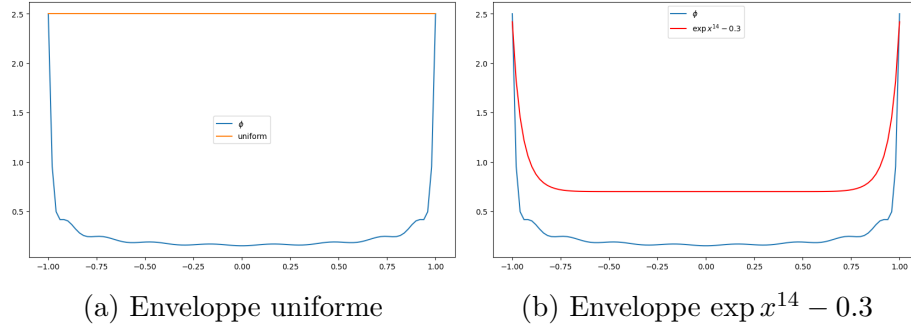 2.5
2.0
1.5
1.0
0.5
−1.00 −0.75 −0.50 −0.25 0.00 0.25 0.50 0.75 1.00
ϕ
uniform
(a) Enveloppe uniforme
2.5
2.0
1.5
1.0
0.5
−1.00 −0.75 −0.50 −0.25 0.00 0.25 0.50 0.75 1.00
ϕ
exp x¹⁴ − 0.3
(b) Enveloppe exp x¹⁴ − 0.3